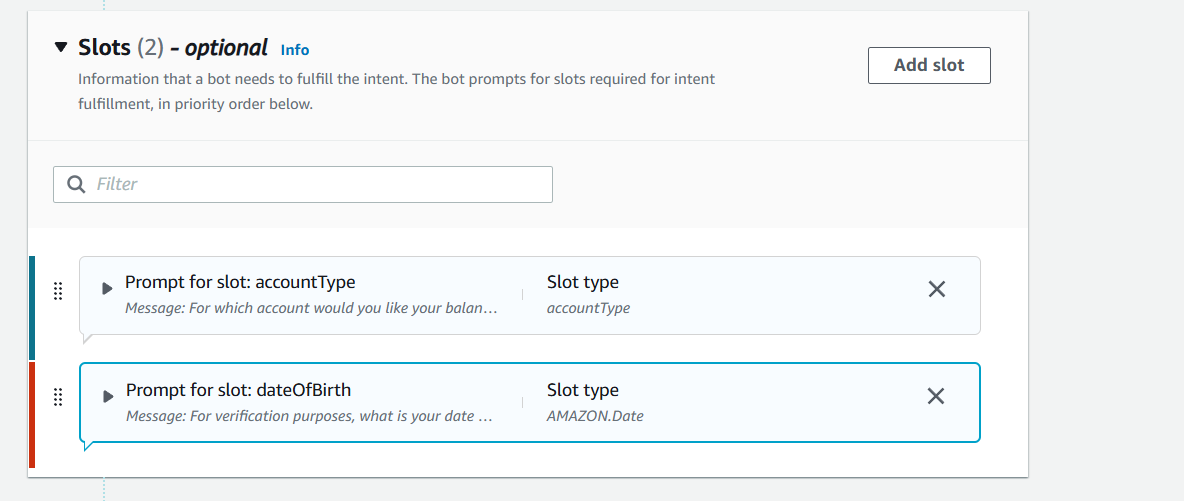 Slots (2) - optional Info
Add slot
Information that a bot needs to fulfill the intent. The bot prompts for slots required for intent
fulfillment, in priority order below.
Filter
Prompt for slot: accountType
Message: For which account would you like your balan...
Slot type
accountType
Prompt for slot: dateOfBirth
Message: For verification purposes, what is your date ...
Slot type
AMAZON.Date